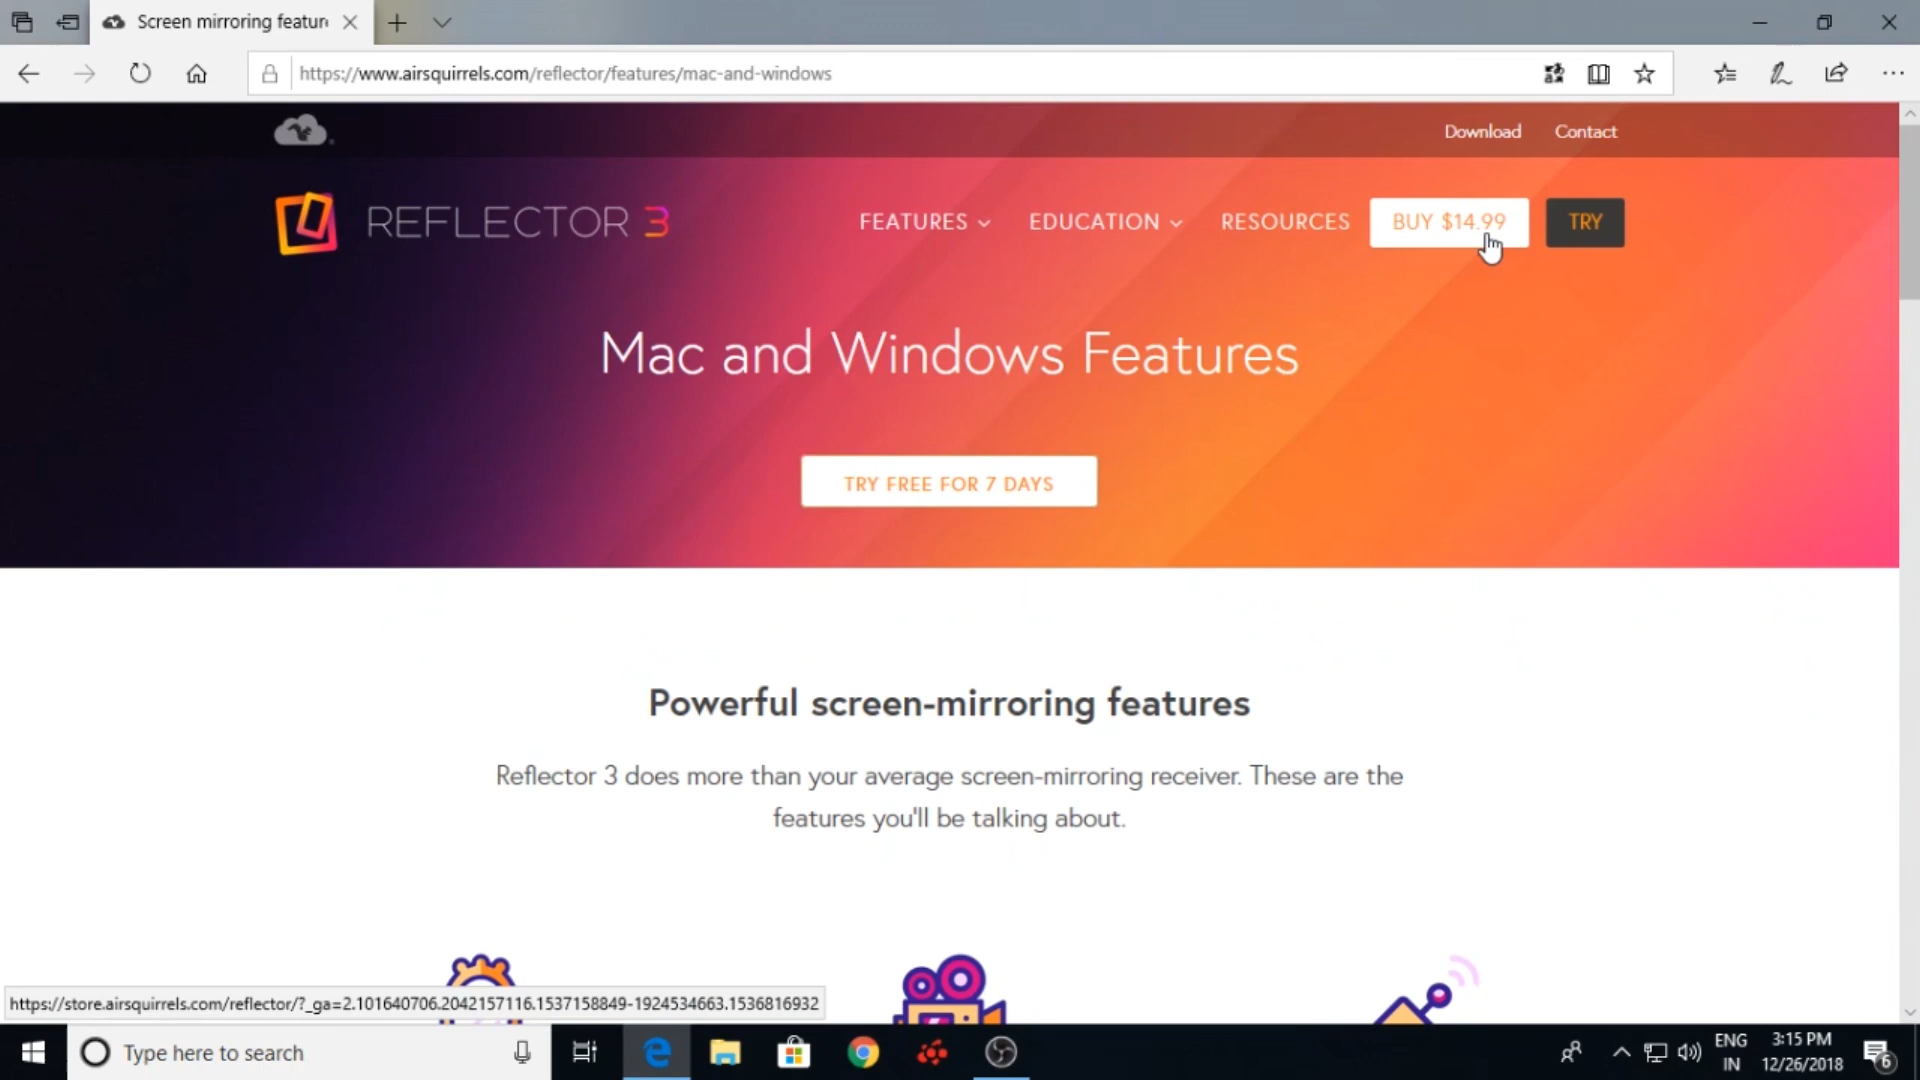 Screen mirroring featur
https://www.airsquirrels.com/reflector/features/mac-and-windows
Download Contact
REFLECTOR 3
FEATURES EDUCATION RESOURCES BUY $14.99 TRY
Mac and Windows Features
TRY FREE FOR 7 DAYS
Powerful screen-mirroring features
Reflector 3 does more than your average screen-mirroring receiver. These are the
features you'll be talking about.
https://store.airsquirrels.com/reflector/?_ga=2.101640706.2042157116.1537158849-1924534663.1536816932
Type here to search
ENG
IN
3:15 PM
12/26/2018
6